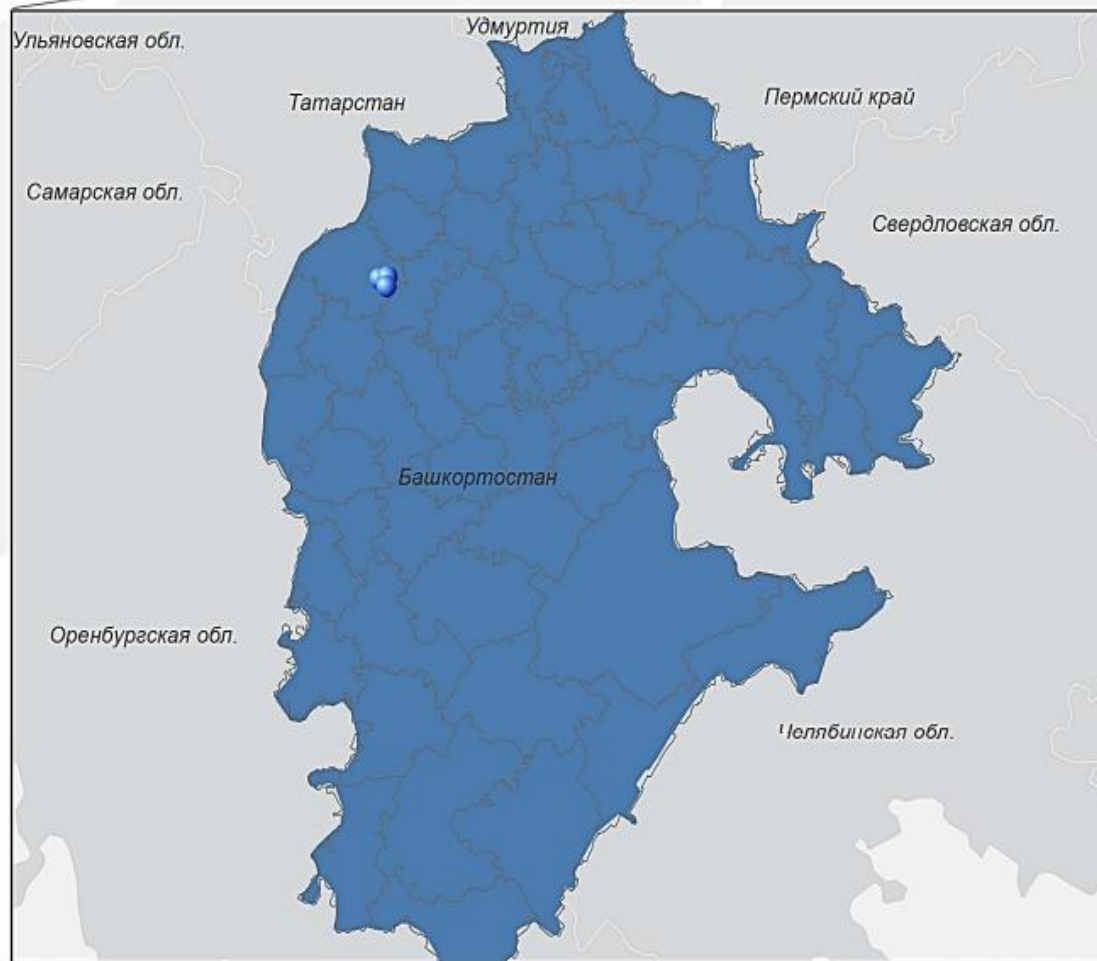 Удмуртия
Ульяновская обл.
Татарстан
Пермский край
Самарская обл.
Свердловская обл.
Башкортостан
Оренбургская обл.
Челябинская обл.